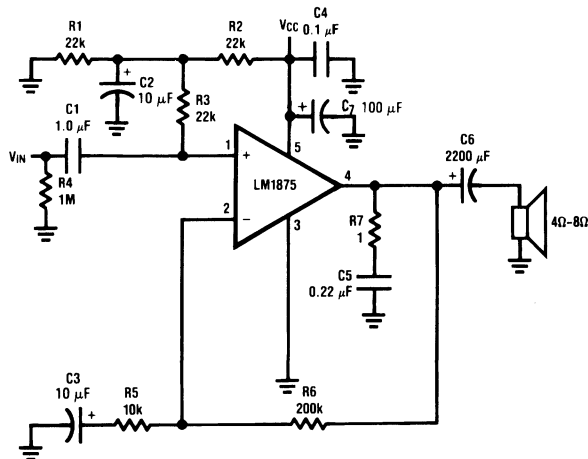 R1
22k
R2
22k
VCC
C4
0.1 μF
+
C2
10 μF
R3
22k
+
C7 100 μF
C1
1.0 μF
C6
2200 μF
VIN
R4
1M
1
+
5
LM1875
4
+
2
−
3
R7
1
4Ω-8Ω
C5
0.22 μF
C3
10 μF
+
R5
10k
R6
200k